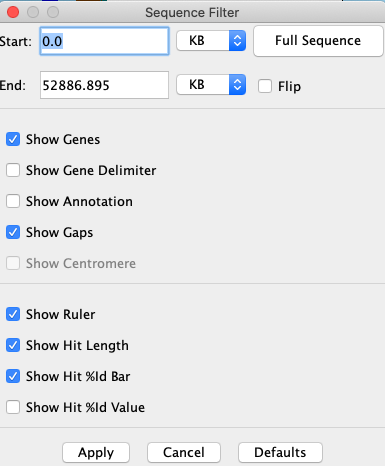 Sequence Filter
Start: 0.0 KB Full Sequence
End: 52886.895 KB Flip
Show Genes
Show Gene Delimiter
Show Annotation
Show Gaps
Show Centromere
Show Ruler
Show Hit Length
Show Hit %Id Bar
Show Hit %Id Value
Apply Cancel Defaults